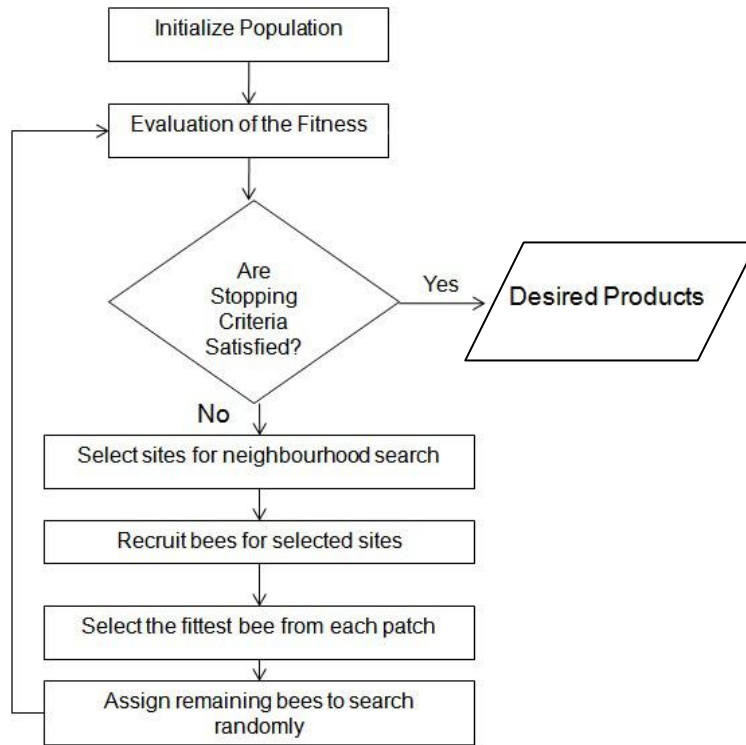 Initialize Population
Evaluation of the Fitness
Are
Stopping
Criteria
Satisfied?
Yes
Desired Products
No
Select sites for neighbourhood search
Recruit bees for selected sites
Select the fittest bee from each patch
Assign remaining bees to search
randomly